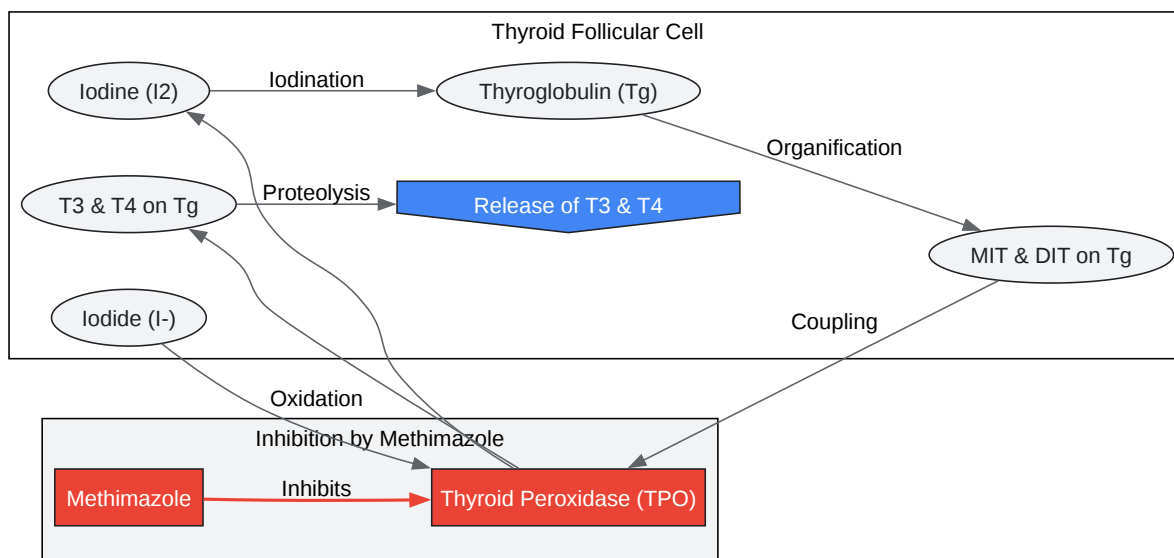 Thyroid Follicular Cell
Iodine (I2)
Iodination
Thyroglobulin (Tg)
Organification
T3 & T4 on Tg
Proteolysis
Release of T3 & T4
MIT & DIT on Tg
Iodide (I-)
Coupling
Oxidation
Inhibition by Methimazole
Methimazole
Inhibits
Thyroid Peroxidase (TPO)